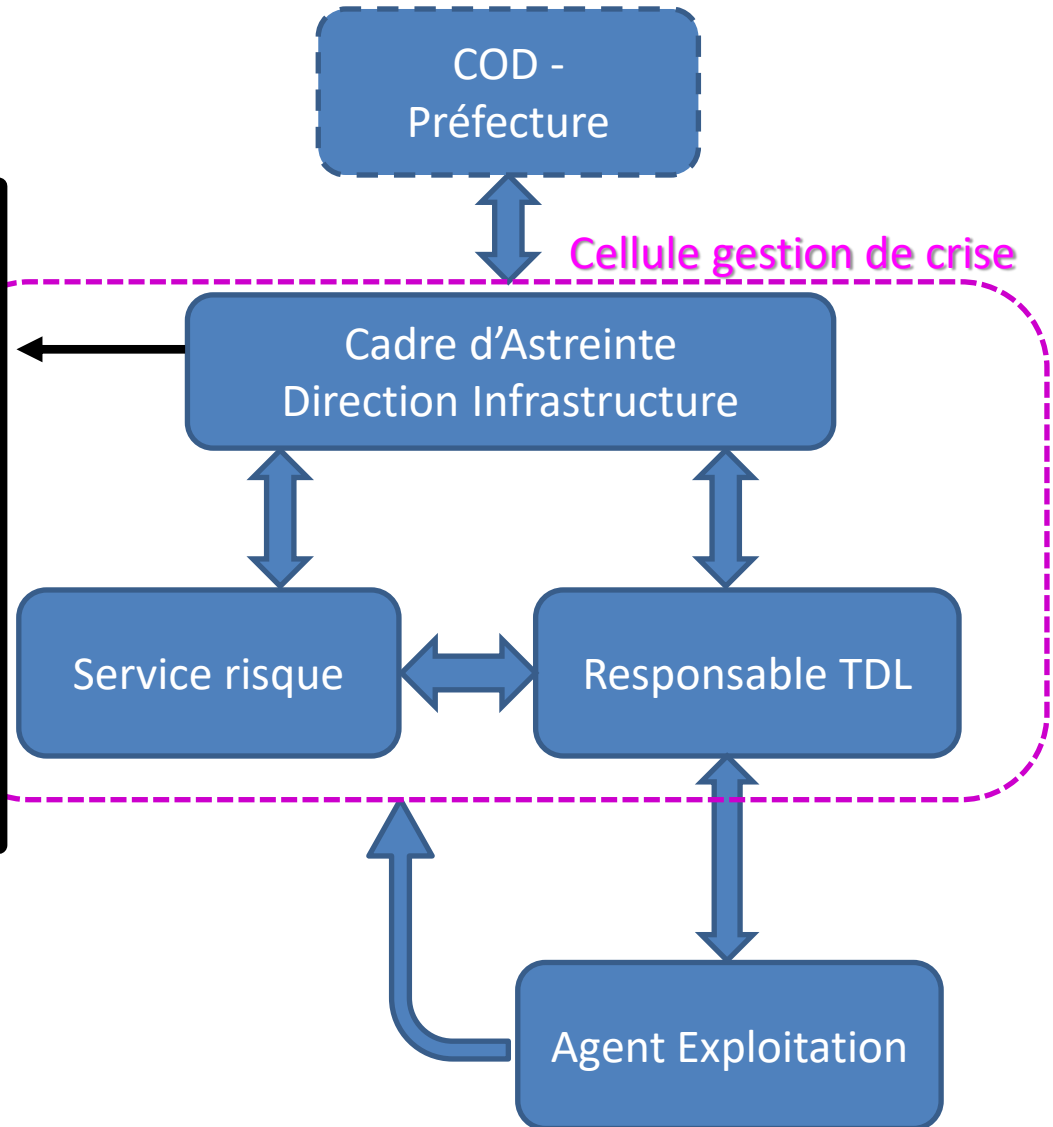 COD -
Préfecture
Cellule gestion de crise
Cadre d’Astreinte
Direction Infrastructure
Service risque
Responsable TDL
Agent Exploitation